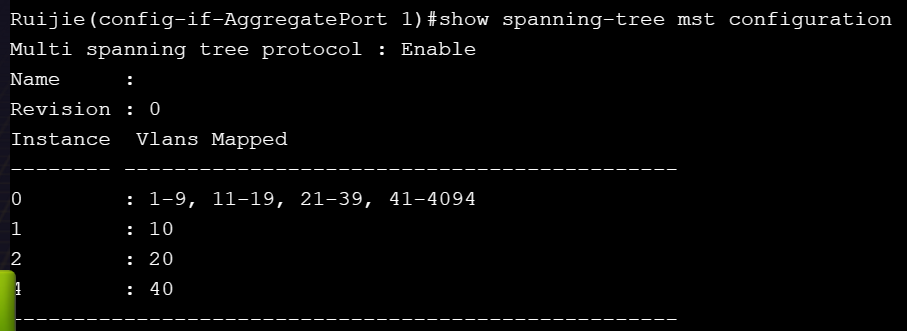 Ruijie(config-if-AggregatePort 1)#show spanning-tree mst configuration
Multi spanning tree protocol : Enable
Name     :
Revision : 0
Instance  Vlans Mapped
-------- --------------------------------------------
0        : 1-9, 11-19, 21-39, 41-4094
1        : 10
2        : 20
4        : 40
-----------------------------------------------------